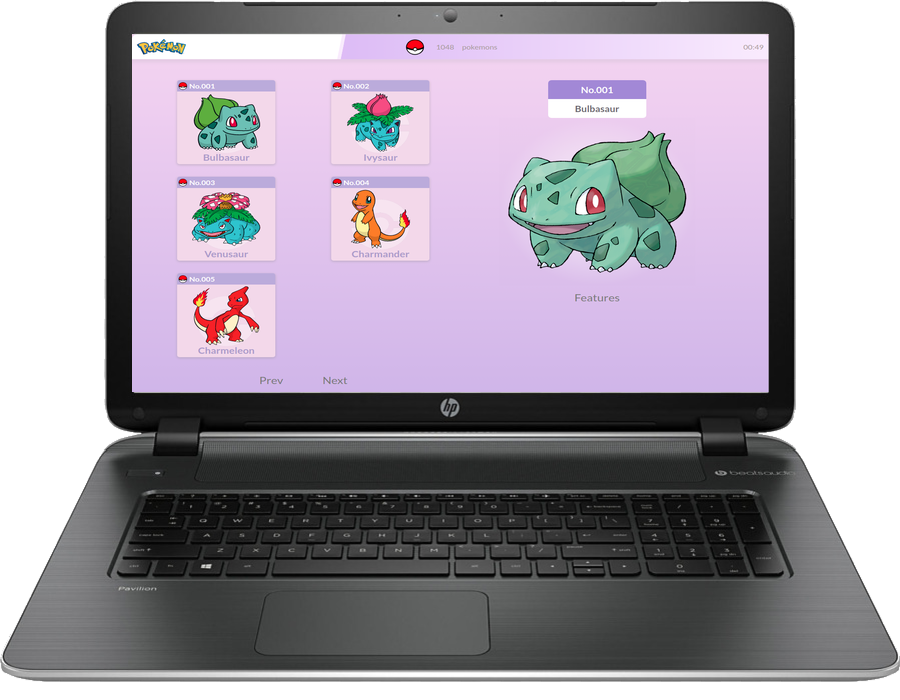 Pokémon
1048 pokemons
00:49
No.001
Bulbasaur
No.002
Ivysaur
No.003
Venusaur
No.004
Charmander
No.005
Charmeleon
Prev
Next
No.001
Bulbasaur
Features
hp
beatsaudio
Q W E R T Y U I O P
A S D F G H J K L
Z X C V B N M
Pavilion